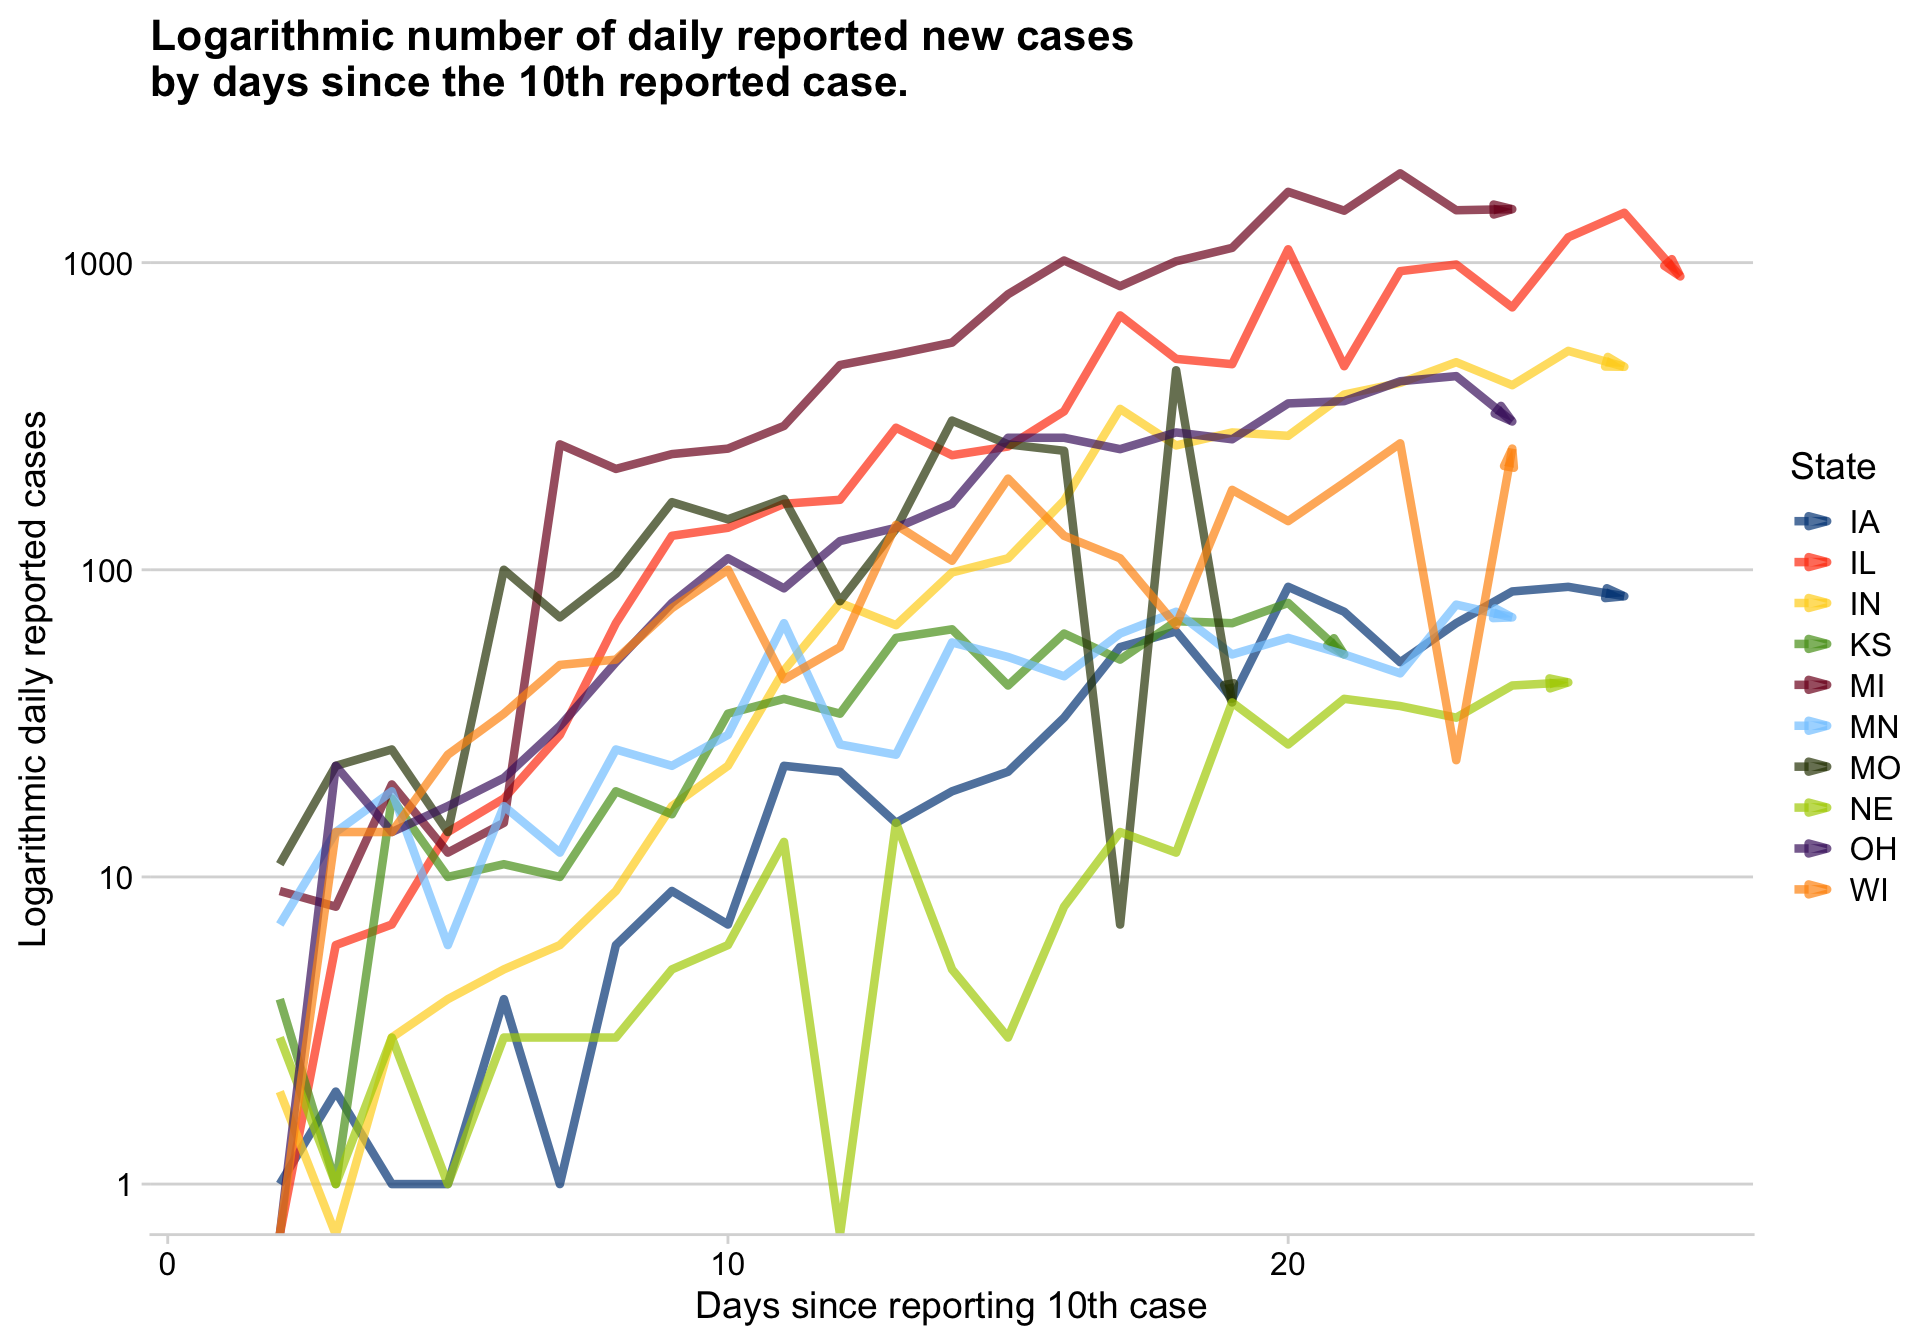 Logarithmic number of daily reported new cases
by days since the 10th reported case.
Logarithmic daily reported cases
1000
100
10
1
0
10
20
Days since reporting 10th case
State
IA
IL
IN
KS
MI
MN
MO
NE
OH
WI